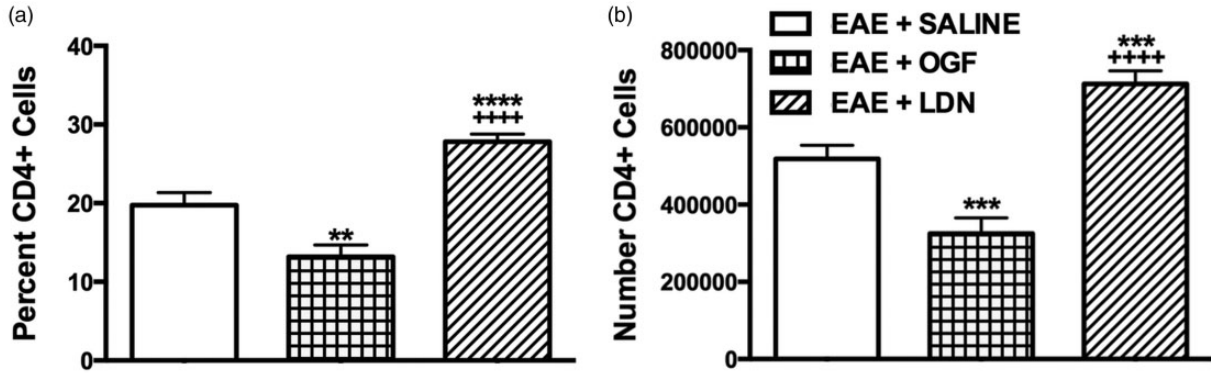 (a)
Percent CD4+ Cells
40
30
20
10
0
**
****
++++
(b)
Number CD4+ Cells
800000
600000
400000
200000
0
EAE + SALINE
EAE + OGF
EAE + LDN
***
***
++++